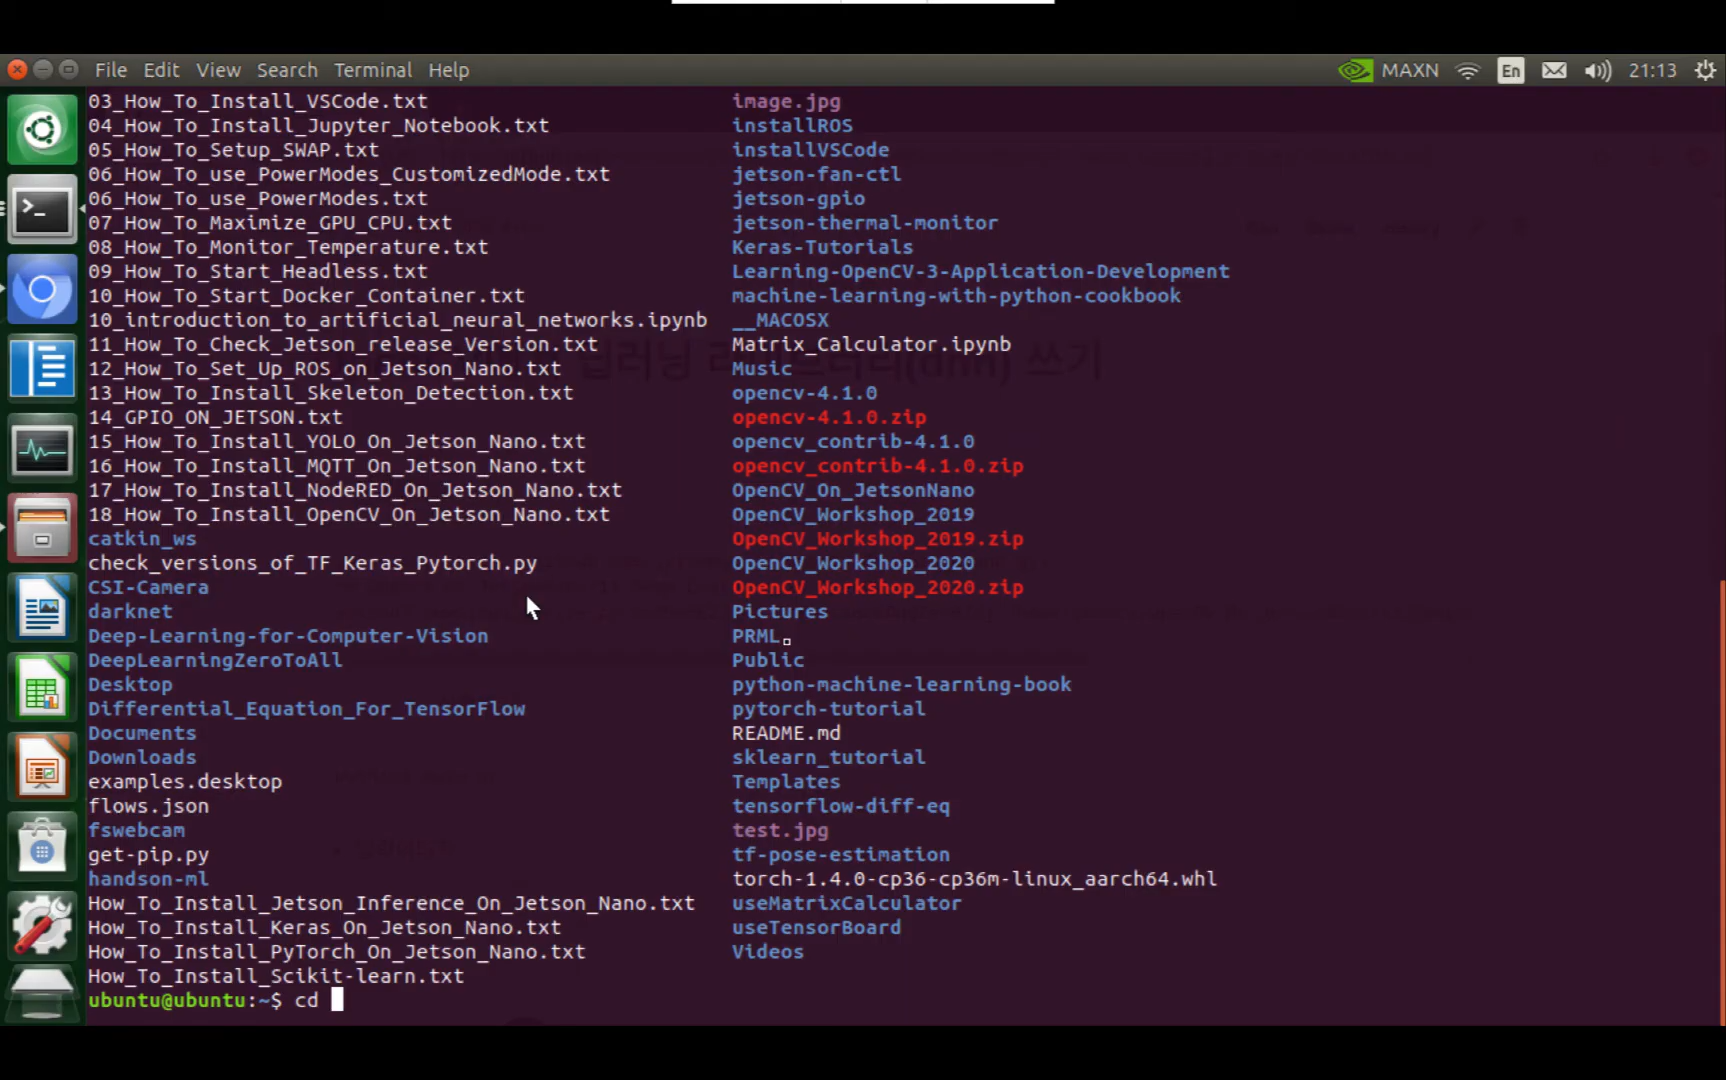 File Edit View Search Terminal Help
MAXN En 21:13
03_How_To_Install_VSCode.txt
04_How_To_Install_Jupyter_Notebook.txt
05_How_To_Setup_SWAP.txt
06_How_To_use_PowerModes_CustomizedMode.txt
06_How_To_use_PowerModes.txt
07_How_To_Maximize_GPU_CPU.txt
08_How_To_Monitor_Temperature.txt
09_How_To_Start_Headless.txt
10_How_To_Start_Docker_Container.txt
10_introduction_to_artificial_neural_networks.ipynb
11_How_To_Check_Jetson_release_Version.txt
12_How_To_Set_Up_ROS_on_Jetson_Nano.txt
13_How_To_Install_Skeleton_Detection.txt
14_GPIO_ON_JETSON.txt
15_How_To_Install_YOLO_On_Jetson_Nano.txt
16_How_To_Install_MQTT_On_Jetson_Nano.txt
17_How_To_Install_NodeRED_On_Jetson_Nano.txt
18_How_To_Install_OpenCV_On_Jetson_Nano.txt
catkin_ws
check_versions_of_TF_Keras_Pytorch.py
CSI-Camera
darknet
Deep-Learning-for-Computer-Vision
DeepLearningZeroToAll
Desktop
Differential_Equation_For_TensorFlow
Documents
Downloads
examples.desktop
flows.json
fswebcam
get-pip.py
handson-ml
How_To_Install_Jetson_Inference_On_Jetson_Nano.txt
How_To_Install_Keras_On_Jetson_Nano.txt
How_To_Install_PyTorch_On_Jetson_Nano.txt
How_To_Install_Scikit-learn.txt
image.jpg
installROS
installVSCode
jetson-fan-ctl
jetson-gpio
jetson-thermal-monitor
Keras-Tutorials
Learning-OpenCV-3-Application-Development
machine-learning-with-python-cookbook
__MACOSX
Matrix_Calculator.ipynb
Music
opencv-4.1.0
opencv-4.1.0.zip
opencv_contrib-4.1.0
opencv_contrib-4.1.0.zip
OpenCV_On_JetsonNano
OpenCV_Workshop_2019
OpenCV_Workshop_2019.zip
OpenCV_Workshop_2020
OpenCV_Workshop_2020.zip
Pictures
PRML
Public
python-machine-learning-book
pytorch-tutorial
README.md
sklearn_tutorial
Templates
tensorflow-diff-eq
test.jpg
tf-pose-estimation
torch-1.4.0-cp36-cp36m-linux_aarch64.whl
useMatrixCalculator
useTensorBoard
Videos
ubuntu@ubuntu:~$ cd